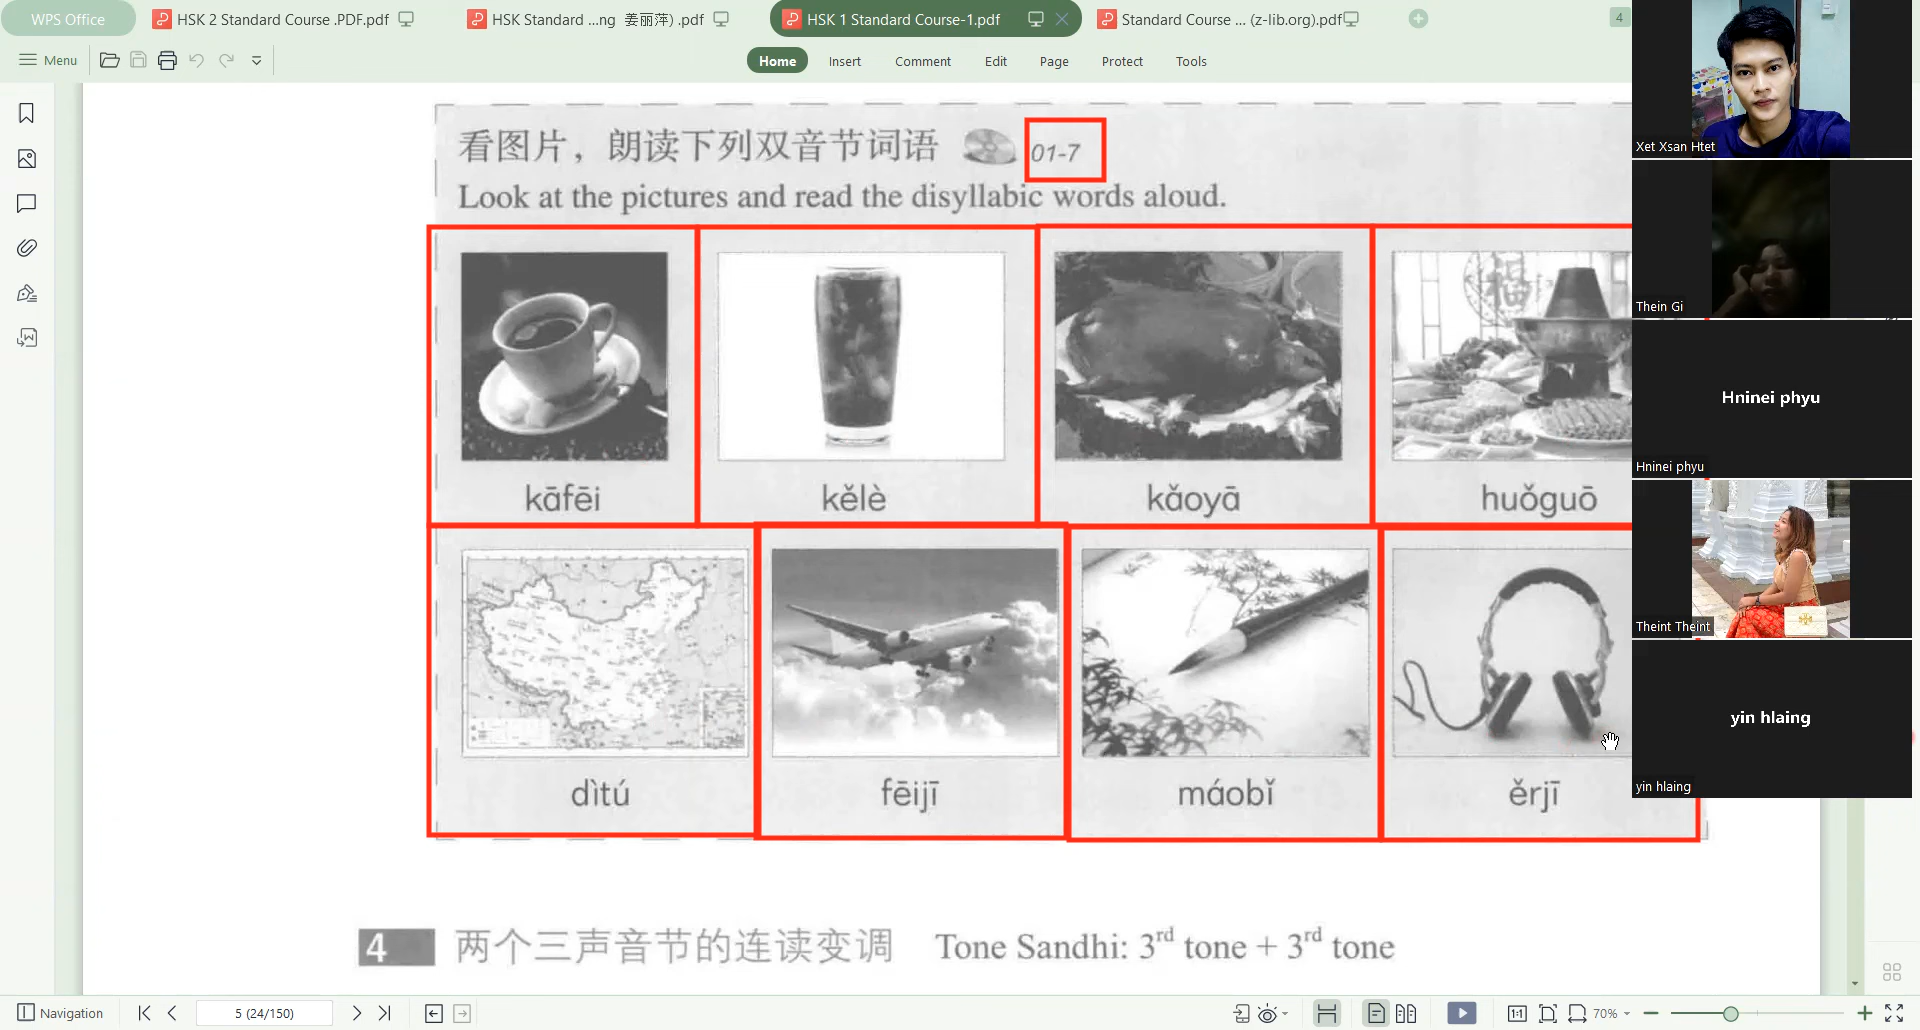 WPS Office
HSK 2 Standard Course .PDF.pdf
HSK Standard ...ng 姜丽萍) .pdf
HSK 1 Standard Course-1.pdf
Standard Course ... (z-lib.org).pdf
4
Menu
Home
Insert
Comment
Edit
Page
Protect
Tools
看图片，朗读下列双音节词语
01-7
Look at the pictures and read the disyllabic words aloud.
kāfēi
kělè
kǎoyā
huǒguō
dìtú
fēijī
máobǐ
ěrjī
4 两个三声音节的连读变调 Tone Sandhi: 3rd tone + 3rd tone
Xet Xsan Htet
Thein Gi
Hninei phyu
Hninei phyu
Theint Theint
yin hlaing
yin hlaing
Navigation
5 (24/150)
1:1
70%